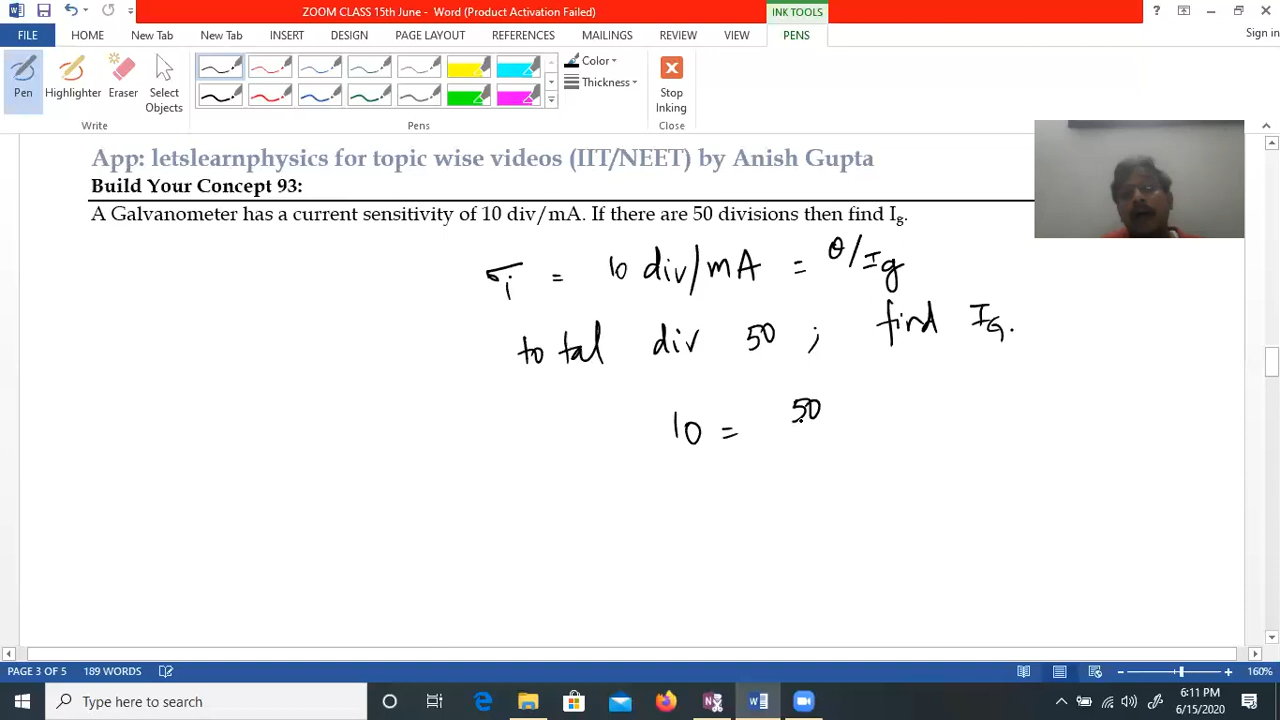 ZOOM CLASS 15th June - Word (Product Activation Failed)
INK TOOLS
FILE HOME New Tab New Tab INSERT DESIGN PAGE LAYOUT REFERENCES MAILINGS REVIEW VIEW PENS
Sign in
Pen
Highlighter
Eraser
Select Objects
Color
Thickness
Stop Inking
Write
Pens
Close
App: letslearnphysics for topic wise videos (IIT/NEET) by Anish Gupta
Build Your Concept 93:
A Galvanometer has a current sensitivity of 10 div/mA. If there are 50 divisions then find Ig.
σi = 10 div/mA = θ/Ig
total div 50 ; find IG.
10 = 50
PAGE 3 OF 5 189 WORDS
160%
Type here to search
6:11 PM
6/15/2020